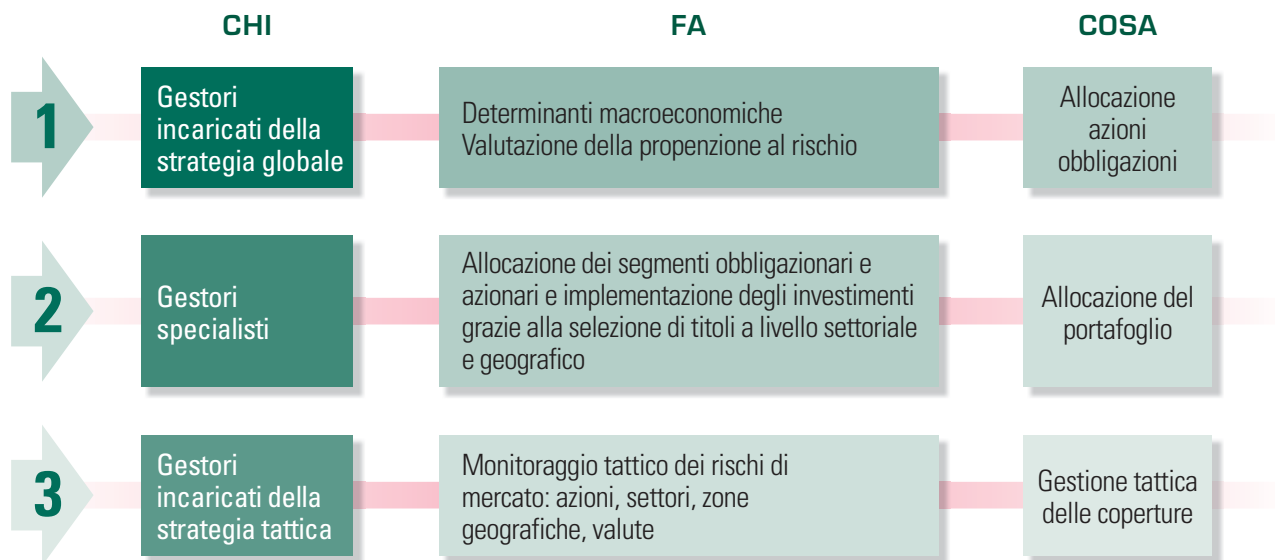 CHI
FA
COSA
1
Gestori
incaricati della
strategia globale
Determinanti macroeconomiche
Valutazione della propenzione al rischio
Allocazione
azioni
obbligazioni
2
Gestori
specialisti
Allocazione dei segmenti obbligazionari e
azionari e implementazione degli investimenti
grazie alla selezione di titoli a livello settoriale
e geografico
Allocazione del
portafoglio
3
Gestori
incaricati della
strategia tattica
Monitoraggio tattico dei rischi di
mercato: azioni, settori, zone
geografiche, valute
Gestione tattica
delle coperture